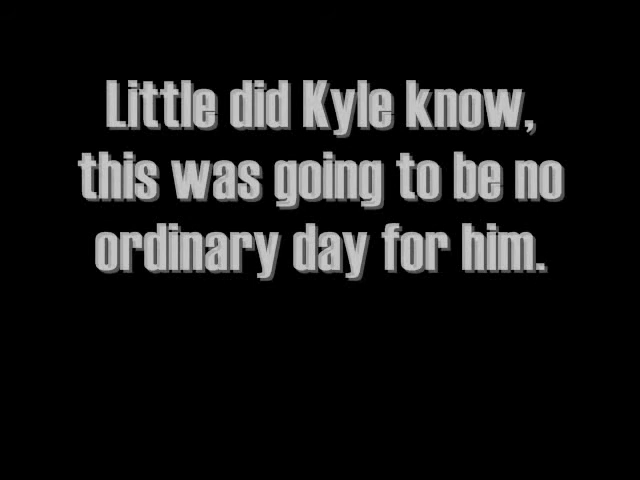 Little did Kyle know,
this was going to be no
ordinary day for him.